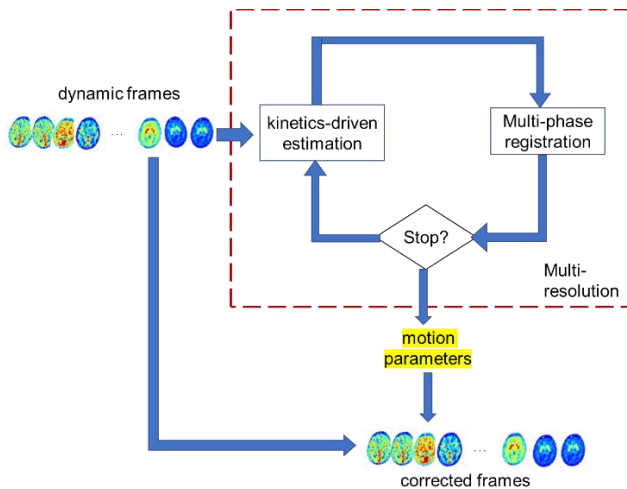 dynamic frames
...
kinetics-driven
estimation
Multi-phase
registration
Stop?
Multi-
resolution
motion
parameters
...
corrected frames